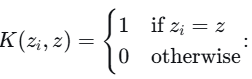 K(z_i, z) = { 1 if z_i = z
0 otherwise :